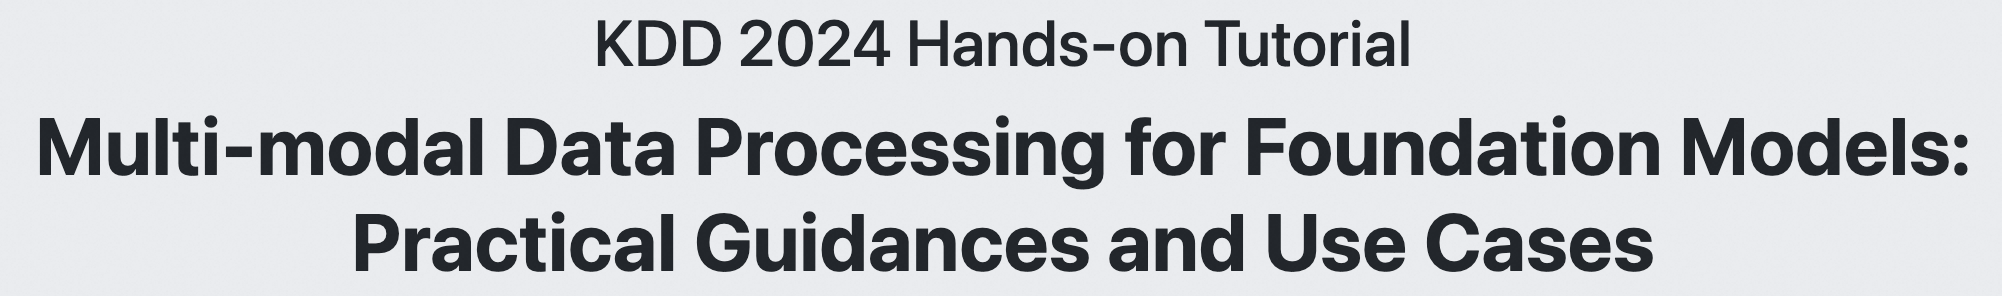 KDD 2024 Hands-on Tutorial
Multi-modal Data Processing for Foundation Models:
Practical Guidances and Use Cases